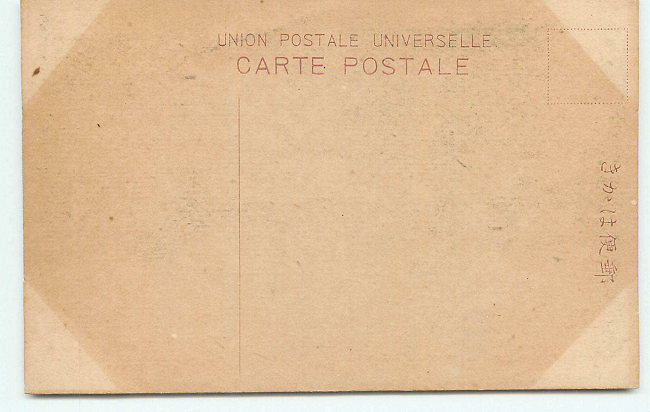 UNION POSTALE UNIVERSELLE
CARTE POSTALE
郵便はかき